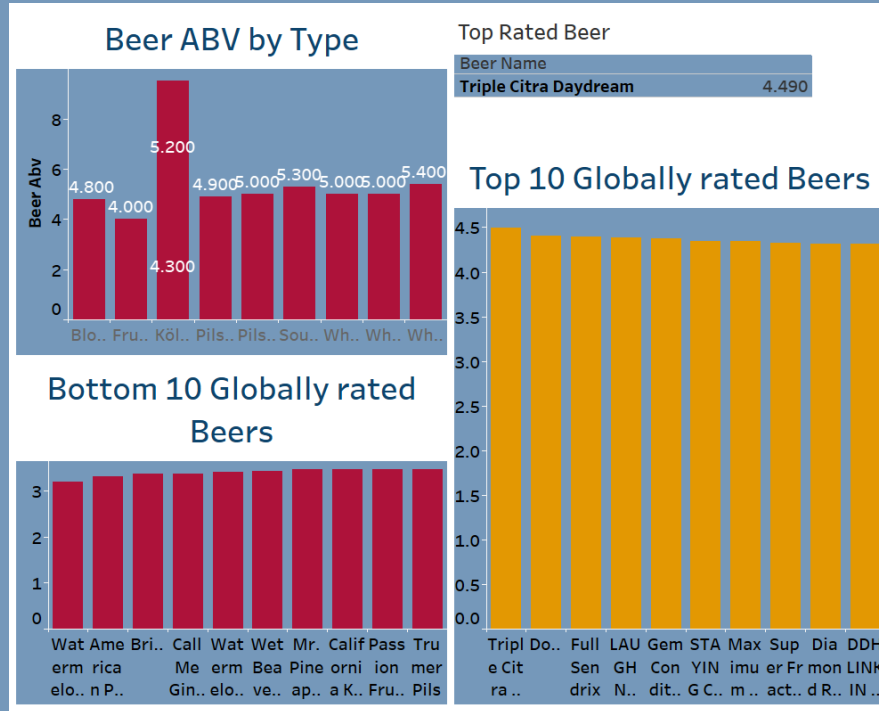 Beer ABV by Type
Beer Abv
8
6
4
2
0
4.800
4.000
5.200
4.300
4.900
5.000
5.300
5.000
5.000
5.400
Blo.. Fru.. Köl.. Pils.. Pils.. Sou.. Wh.. Wh.. Wh..
Top Rated Beer
Beer Name
Triple Citra Daydream 4.490
Top 10 Globally rated Beers
4.5
4.0
3.5
3.0
2.5
2.0
1.5
1.0
0.5
0.0
Tripl Do.. Full LAU Gem STA Max Sup Dia DDH
e Cit Sen GH Con YIN imu er Fr mon LINK
ra .. drix N.. dit.. G C.. m .. act.. d R.. IN ..
Bottom 10 Globally rated
Beers
3
2
1
0
Wat Ame Bri.. Call Wat Wet Mr. Calif Pass Tru
erm rica Me erm Bea Pine orni ion mer
elo.. n P.. Gin.. elo.. ve.. ap.. a K.. Fru.. Pils